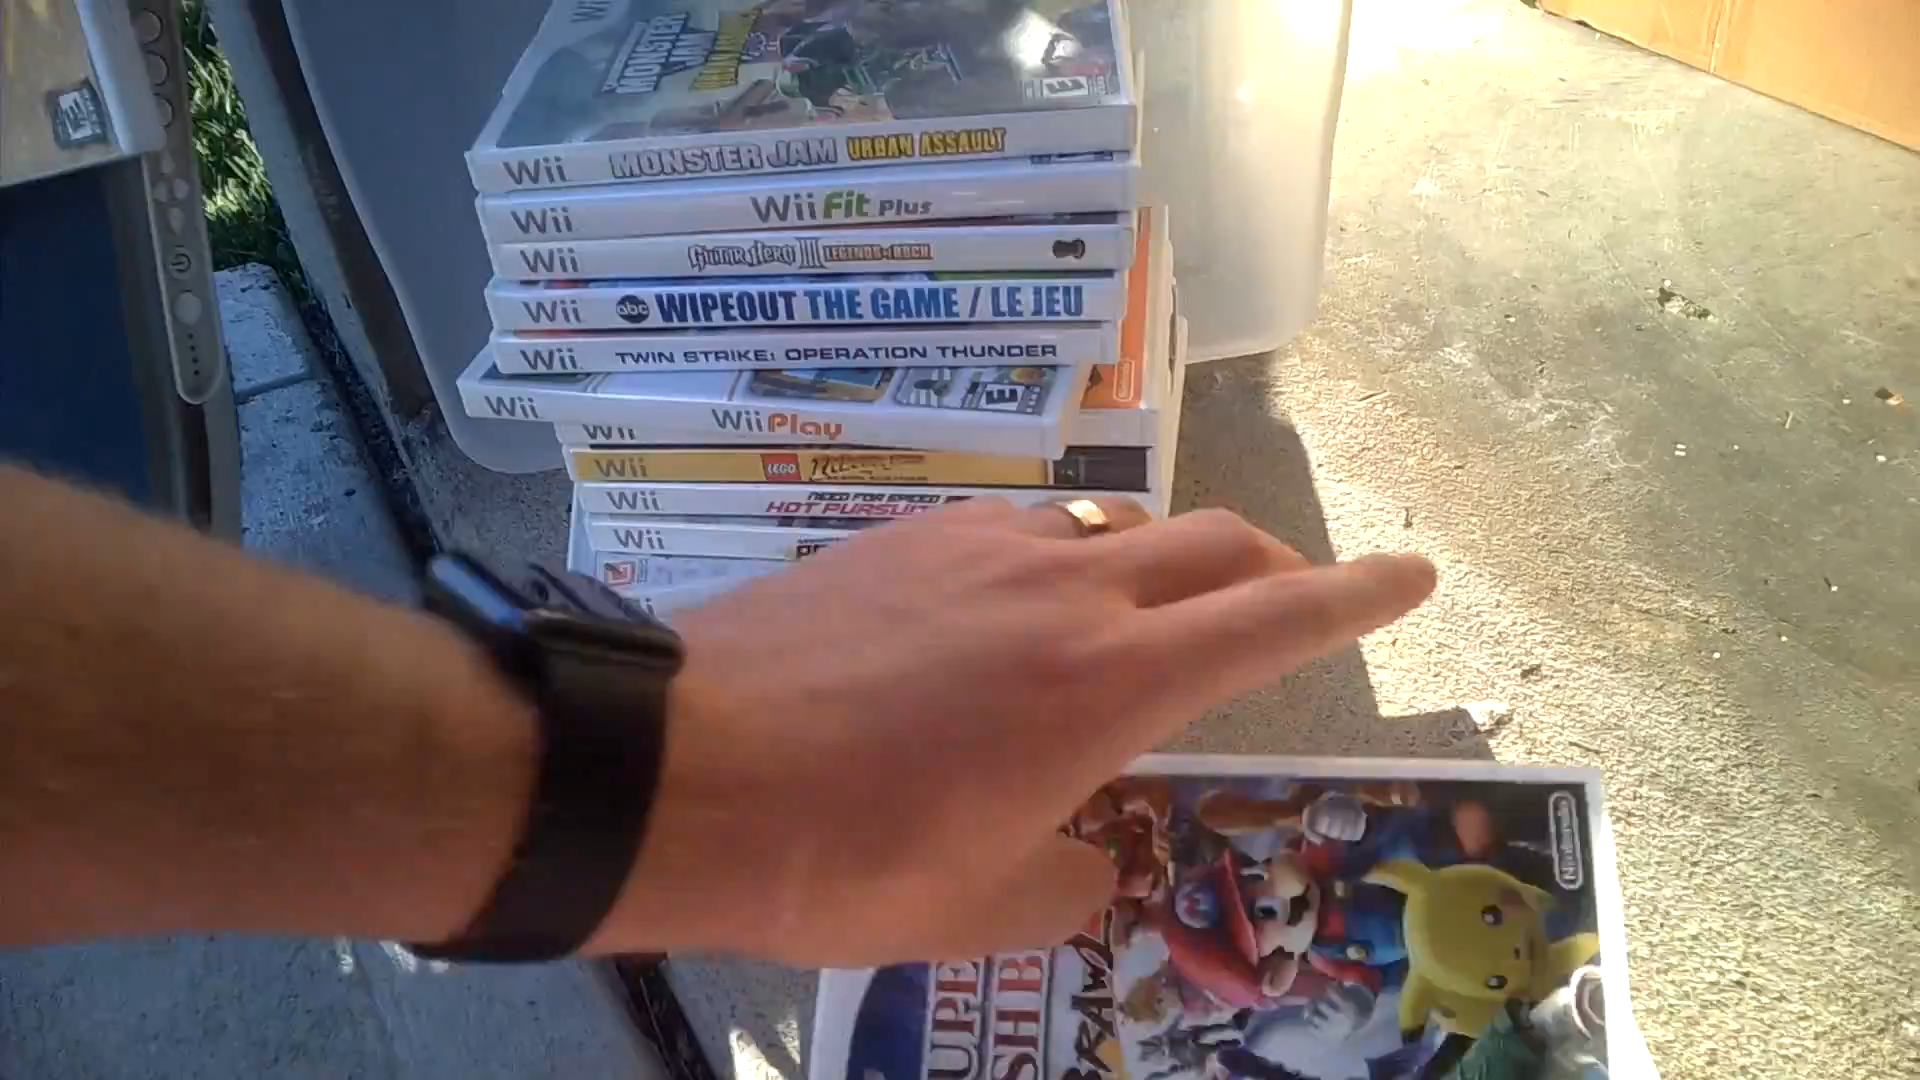 MONSTER JAM
E
Wii MONSTER JAM URBAN ASSAULT
Wii Wii Fit Plus
Wii Guitar Hero III LEGENDS of ROCK
Wii abc WIPEOUT THE GAME / LE JEU
Wii TWIN STRIKE: OPERATION THUNDER
E
Wii Wii Play
Wii
Wii LEGO
Wii NEED FOR SPEED HOT PURSUIT
Wii
Nintendo
BRAWL